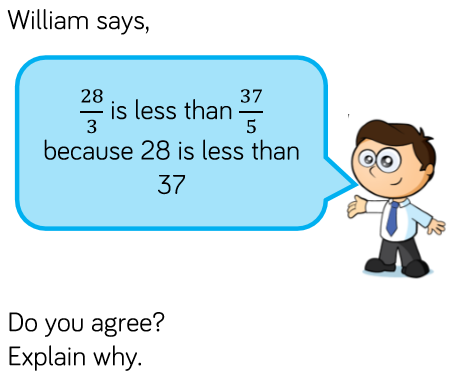 William says,
28/3 is less than 37/5
because 28 is less than
37
Do you agree?
Explain why.